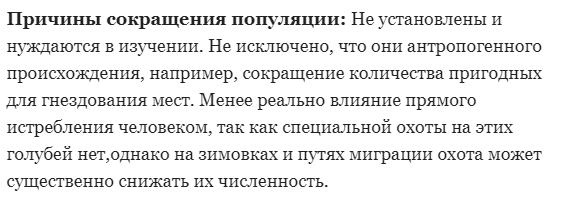 Причины сокращения популяции: Не установлены и
нуждаются в изучении. Не исключено, что они антропогенного
происхождения, например, сокращение количества пригодных
для гнездования мест. Менее реально влияние прямого
истребления человеком, так как специальной охоты на этих
голубей нет,однако на зимовках и путях миграции охота может
существенно снижать их численность.